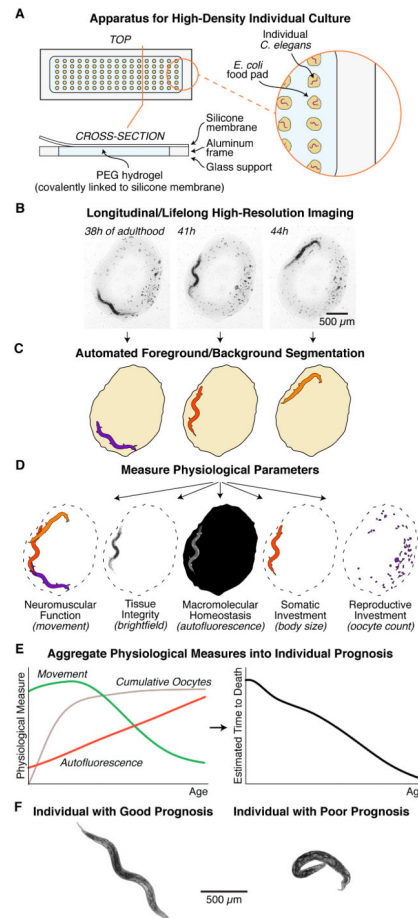 A
Apparatus for High-Density Individual Culture
TOP
Individual
C. elegans
E. coli
food pad
CROSS-SECTION
Silicone
membrane
Aluminum
frame
Glass support
PEG hydrogel
(covalently linked to silicone membrane)
B
Longitudinal/Lifelong High-Resolution Imaging
38h of adulthood
41h
44h
500 µm
C
Automated Foreground/Background Segmentation
D
Measure Physiological Parameters
Neuromuscular
Function
(movement)
Tissue
Integrity
(brightfield)
Macromolecular
Homeostasis
(autofluorescence)
Somatic
Investment
(body size)
Reproductive
Investment
(oocyte count)
E
Aggregate Physiological Measures into Individual Prognosis
Physiological Measure
Movement
Cumulative Oocytes
Autofluorescence
Age
Estimated Time to Death
Ag
F
Individual with Good Prognosis
Individual with Poor Prognosis
500 µm